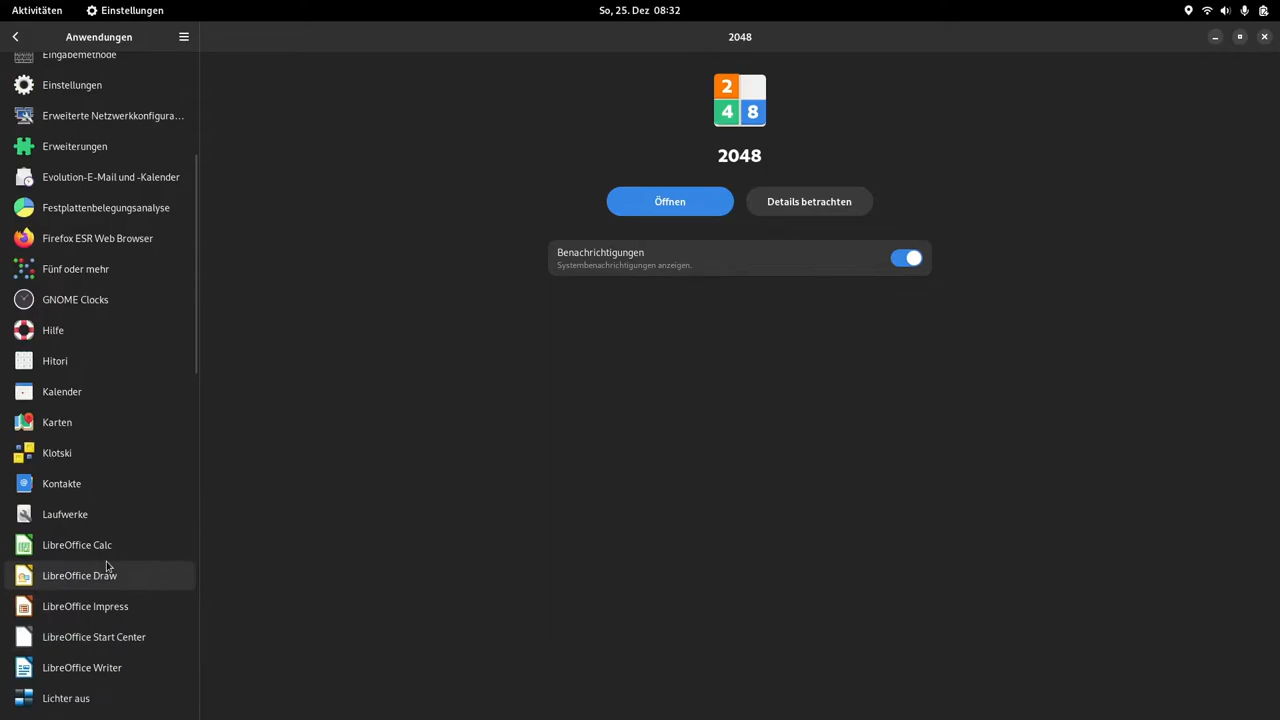 Aktivitäten
Einstellungen
So, 25. Dez 08:32
Anwendungen
2048
Eingabemethode
Einstellungen
Erweiterte Netzwerkkonfigura…
Erweiterungen
Evolution-E-Mail und -Kalender
Festplattenbelegungsanalyse
Firefox ESR Web Browser
Fünf oder mehr
GNOME Clocks
Hilfe
Hitori
Kalender
Karten
Klotski
Kontakte
Laufwerke
LibreOffice Calc
LibreOffice Draw
LibreOffice Impress
LibreOffice Start Center
LibreOffice Writer
Lichter aus
2
4 8
2048
Öffnen
Details betrachten
Benachrichtigungen
Systembenachrichtigungen anzeigen.